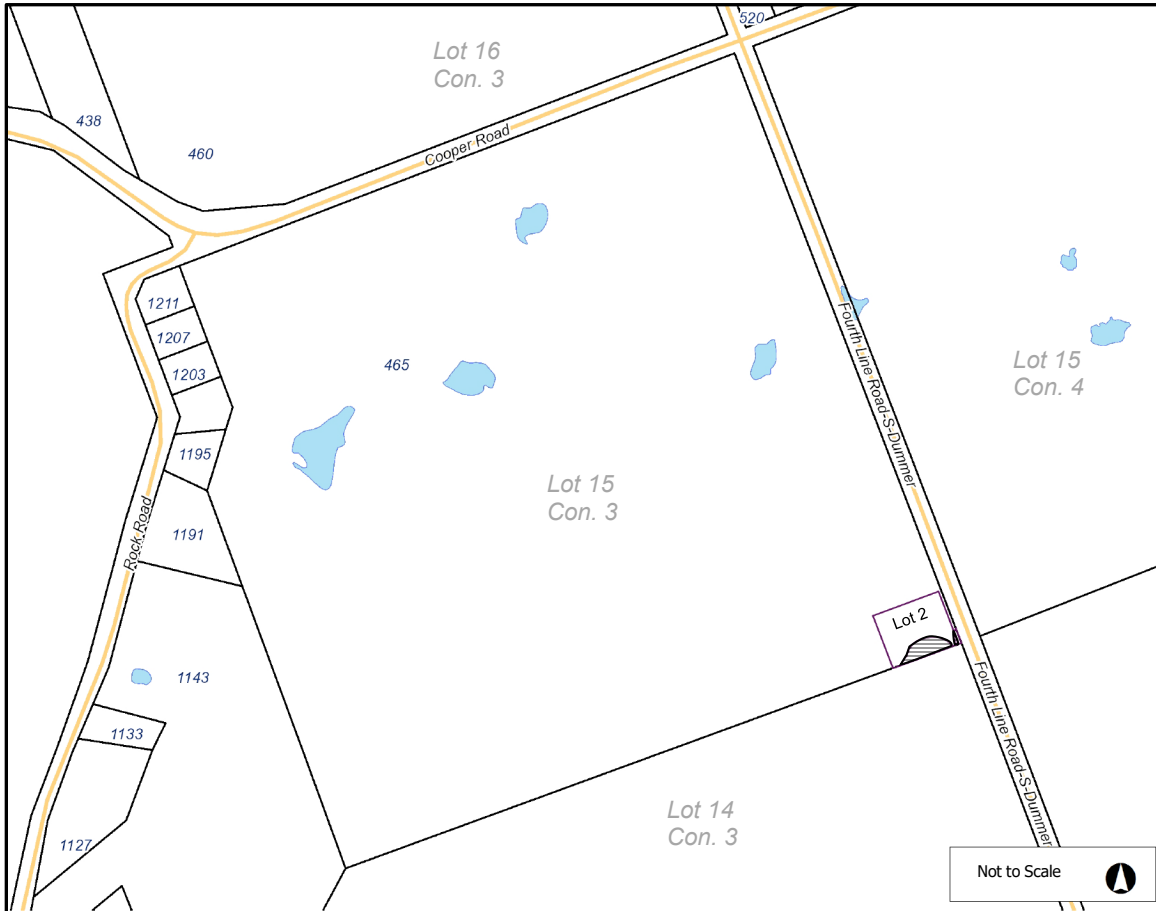 520
Lot 16
Con. 3
438
460
Cooper Road
1211
1207
1203
465
Fourth Line Road-S-Dummer
Lot 15
Con. 4
1195
Lot 15
Con. 3
Rock Road
1191
Lot 2
1143
Fourth Line Road-S-Dummer
1133
Lot 14
Con. 3
1127
Not to Scale